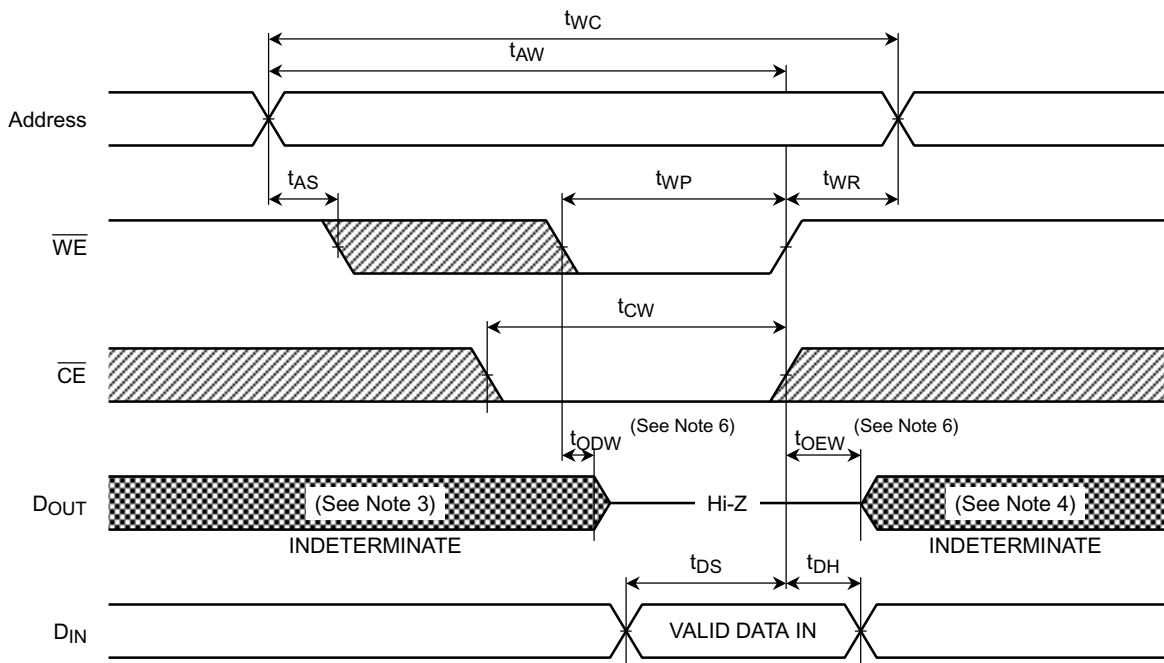 tWC
tAW
Address
tAS
tWP
tWR
WE
tCW
CE
(See Note 6)
(See Note 6)
tODW
tOEW
DOUT
(See Note 3)
Hi-Z
(See Note 4)
INDETERMINATE
INDETERMINATE
tDS
tDH
DIN
VALID DATA IN